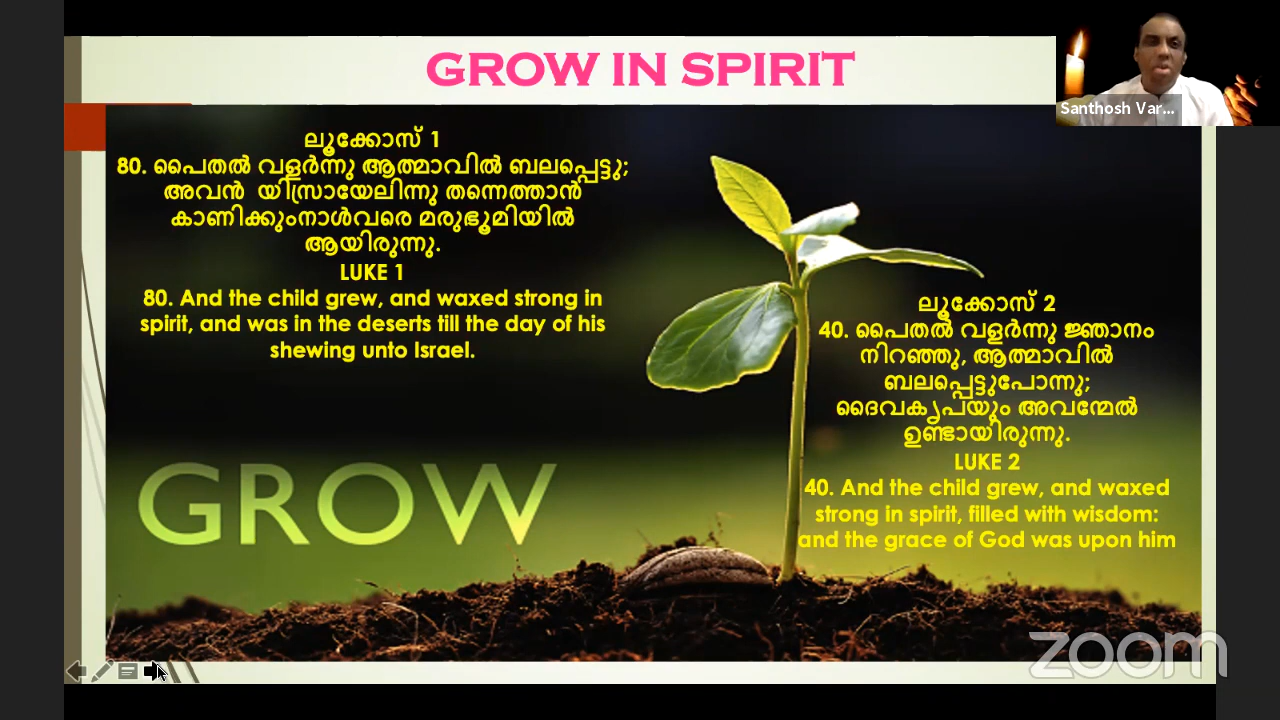 GROW IN SPIRIT
Santhosh Var...
ലൂക്കോസ് 1
80. പൈതൽ വളർന്നു ആത്മാവിൽ ബലപ്പെട്ടു;
അവൻ യിസ്രായേലിന്നു തന്നെത്താൻ
കാണിക്കുംനാൾവരെ മരുഭൂമിയിൽ
ആയിരുന്നു.
LUKE 1
80. And the child grew, and waxed strong in
spirit, and was in the deserts till the day of his
shewing unto Israel.
ലൂക്കോസ് 2
40. പൈതൽ വളർന്നു ജ്ഞാനം
നിറഞ്ഞു, ആത്മാവിൽ
ബലപ്പെട്ടുപോന്നു;
ദൈവകൃപയും അവന്മേൽ
ഉണ്ടായിരുന്നു.
LUKE 2
40. And the child grew, and waxed
strong in spirit, filled with wisdom:
and the grace of God was upon him
GROW
zoom